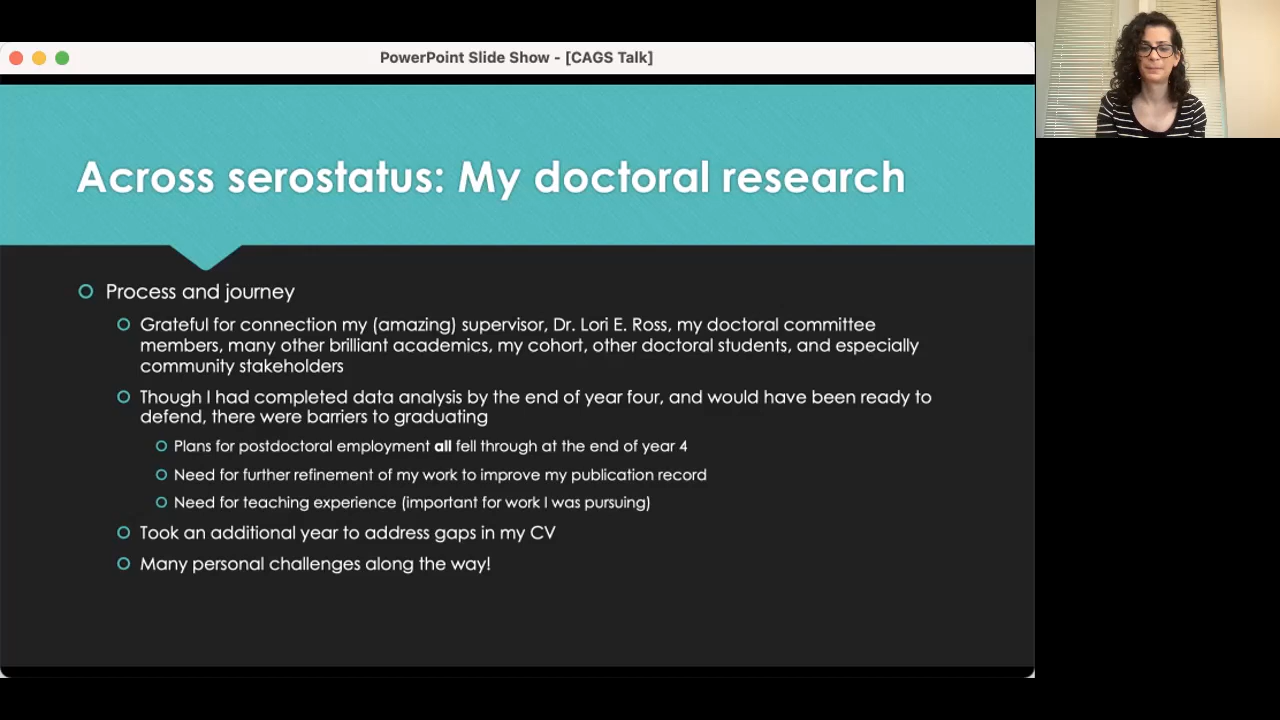 PowerPoint Slide Show - [CAGS Talk]
Across serostatus: My doctoral research
Process and journey
Grateful for connection my (amazing) supervisor, Dr. Lori E. Ross, my doctoral committee
members, many other brilliant academics, my cohort, other doctoral students, and especially
community stakeholders
Though I had completed data analysis by the end of year four, and would have been ready to
defend, there were barriers to graduating
Plans for postdoctoral employment all fell through at the end of year 4
Need for further refinement of my work to improve my publication record
Need for teaching experience (important for work I was pursuing)
Took an additional year to address gaps in my CV
Many personal challenges along the way!